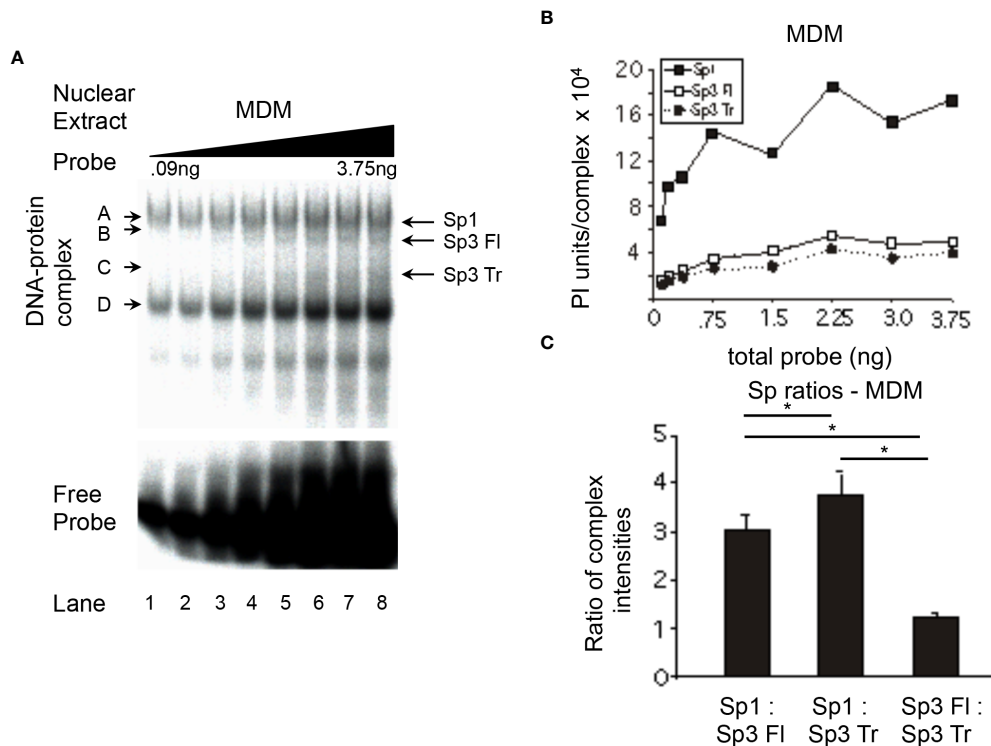 A
Nuclear
Extract
MDM
Probe
.09ng
3.75ng
DNA-protein
complex
A
B
C
D
Sp1
Sp3 Fl
Sp3 Tr
Free
Probe
Lane 1 2 3 4 5 6 7 8
B
MDM
PI units/complex x 10⁴
20
16
12
8
4
Sp1
Sp3 Fl
Sp3 Tr
0 .75 1.5 2.25 3.0 3.75
total probe (ng)
C
Sp ratios - MDM
*
*
*
Ratio of complex
intensities
5
4
3
2
1
0
Sp1 :
Sp3 Fl
Sp1 :
Sp3 Tr
Sp3 Fl :
Sp3 Tr